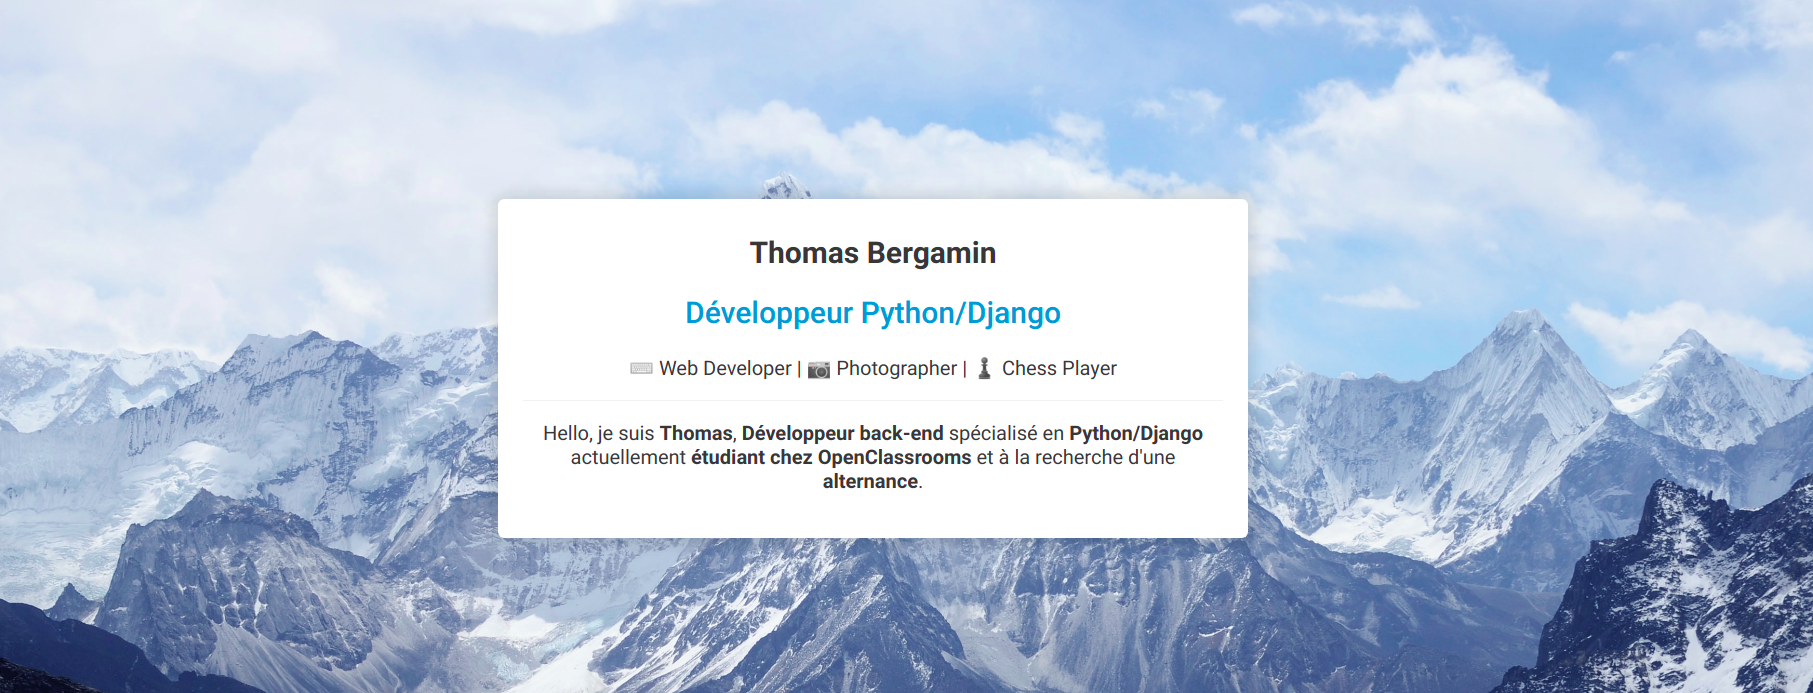 Thomas Bergamin
Développeur Python/Django
⌨️ Web Developer | 📷 Photographer | ♟️ Chess Player
Hello, je suis Thomas, Développeur back-end spécialisé en Python/Django
actuellement étudiant chez OpenClassrooms et à la recherche d'une
alternance.